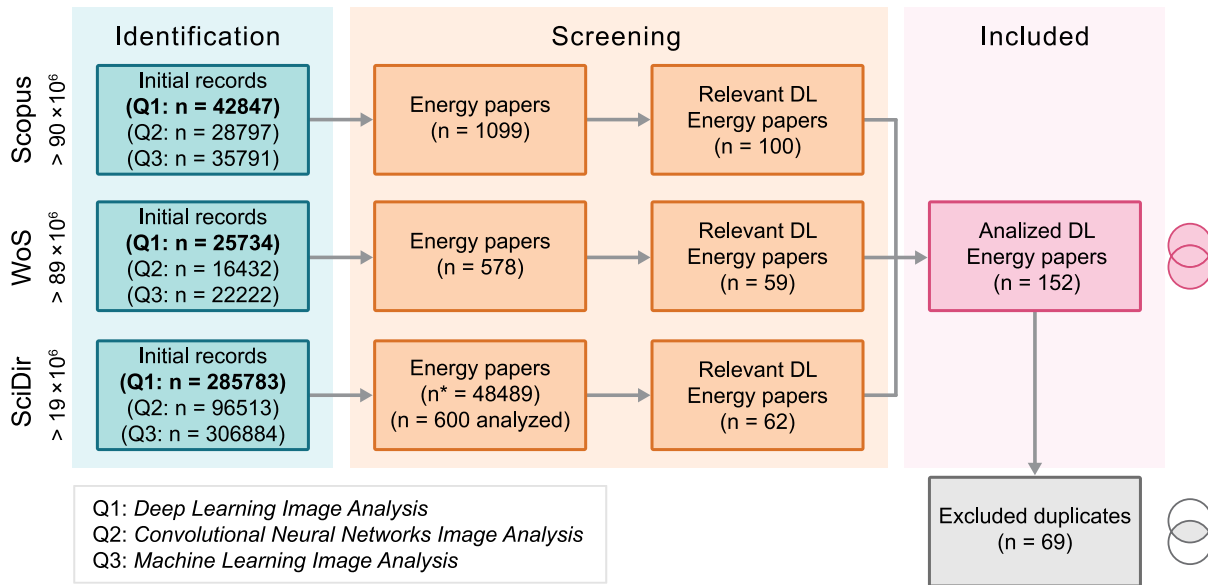 Identification
Screening
Included
Scopus
> 90 ×10⁶
Initial records
(Q1: n = 42847)
(Q2: n = 28797)
(Q3: n = 35791)
Energy papers
(n = 1099)
Relevant DL
Energy papers
(n = 100)
WoS
> 89 ×10⁶
Initial records
(Q1: n = 25734)
(Q2: n = 16432)
(Q3: n = 22222)
Energy papers
(n = 578)
Relevant DL
Energy papers
(n = 59)
Analized DL
Energy papers
(n = 152)
SciDir
> 19 ×10⁶
Initial records
(Q1: n = 285783)
(Q2: n = 96513)
(Q3: n = 306884)
Energy papers
(n* = 48489)
(n = 600 analyzed)
Relevant DL
Energy papers
(n = 62)
Excluded duplicates
(n = 69)
Q1: Deep Learning Image Analysis
Q2: Convolutional Neural Networks Image Analysis
Q3: Machine Learning Image Analysis